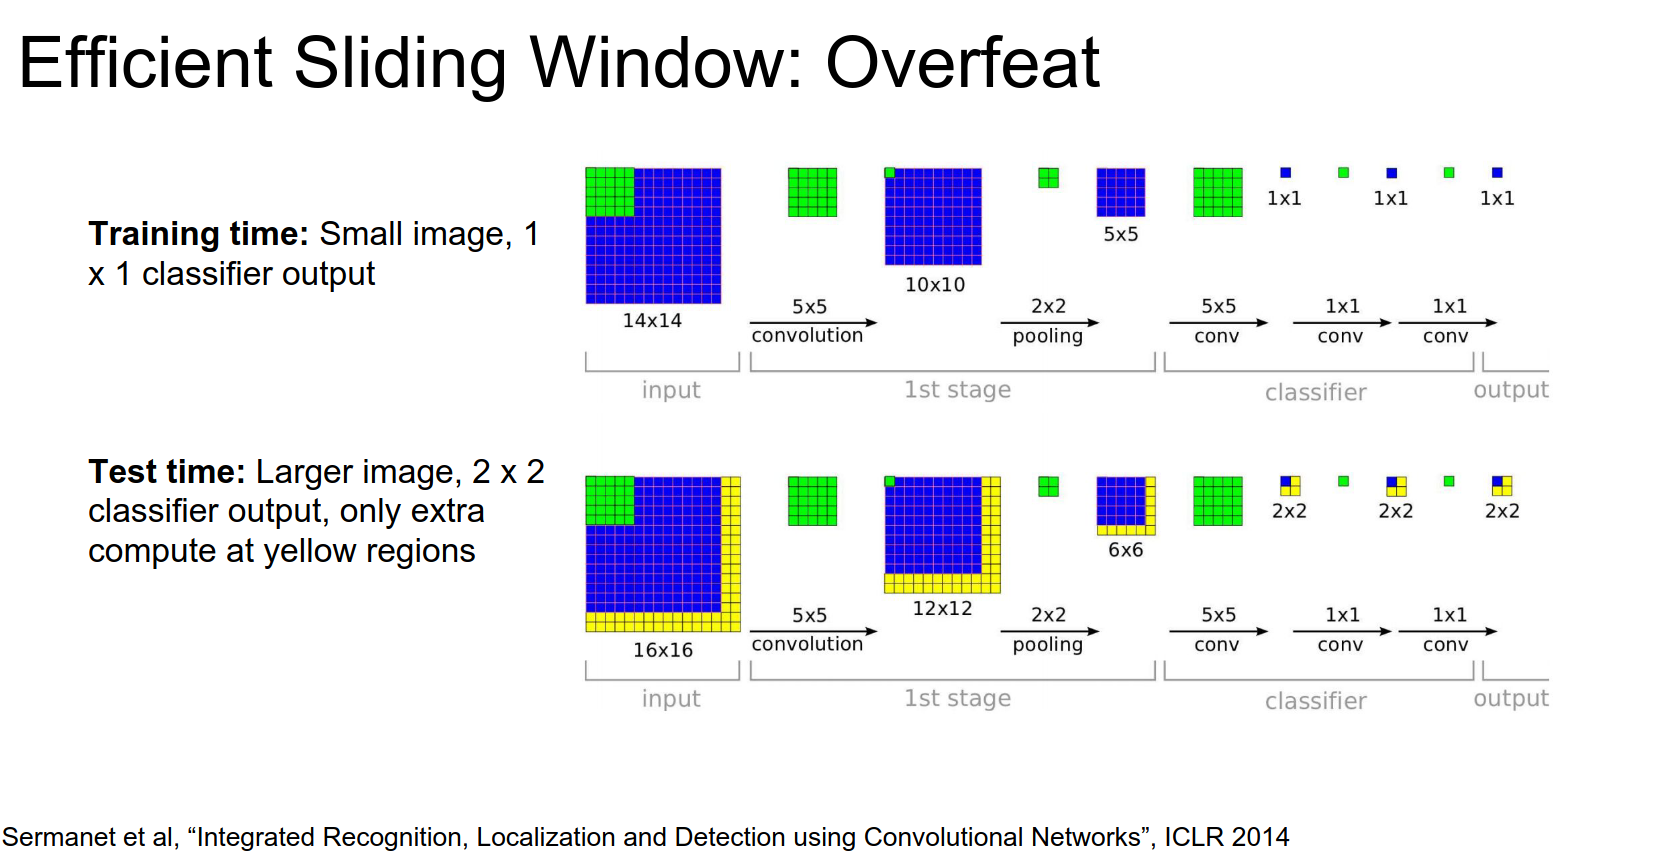 Efficient Sliding Window: Overfeat
Training time: Small image, 1
x 1 classifier output
14x14
5x5
convolution
10x10
2x2
pooling
5x5
5x5
conv
1x1
1x1
conv
1x1
1x1
conv
1x1
input
1st stage
classifier
output
Test time: Larger image, 2 x 2
classifier output, only extra
compute at yellow regions
16x16
5x5
convolution
12x12
2x2
pooling
6x6
5x5
conv
2x2
1x1
conv
2x2
1x1
conv
2x2
input
1st stage
classifier
output
Sermanet et al, “Integrated Recognition, Localization and Detection using Convolutional Networks”, ICLR 2014